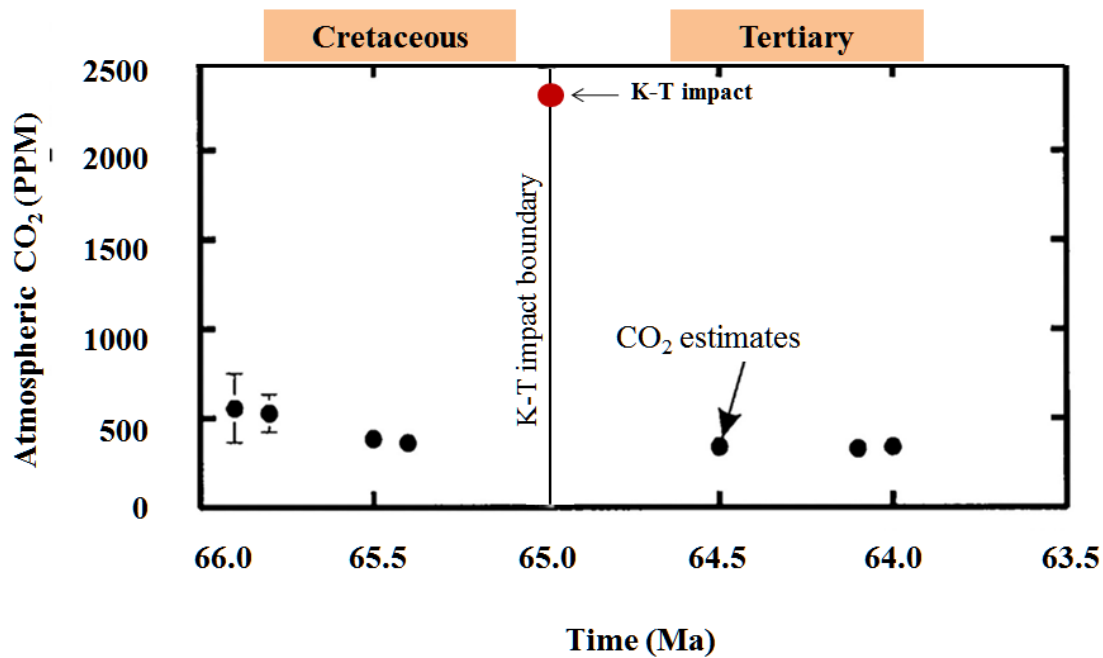 Cretaceous
Tertiary
2500
K-T impact
2000
1500
1000
500
0
Atmospheric CO₂ (PPM)
K-T impact boundary
CO₂ estimates
66.0 65.5 65.0 64.5 64.0 63.5
Time (Ma)